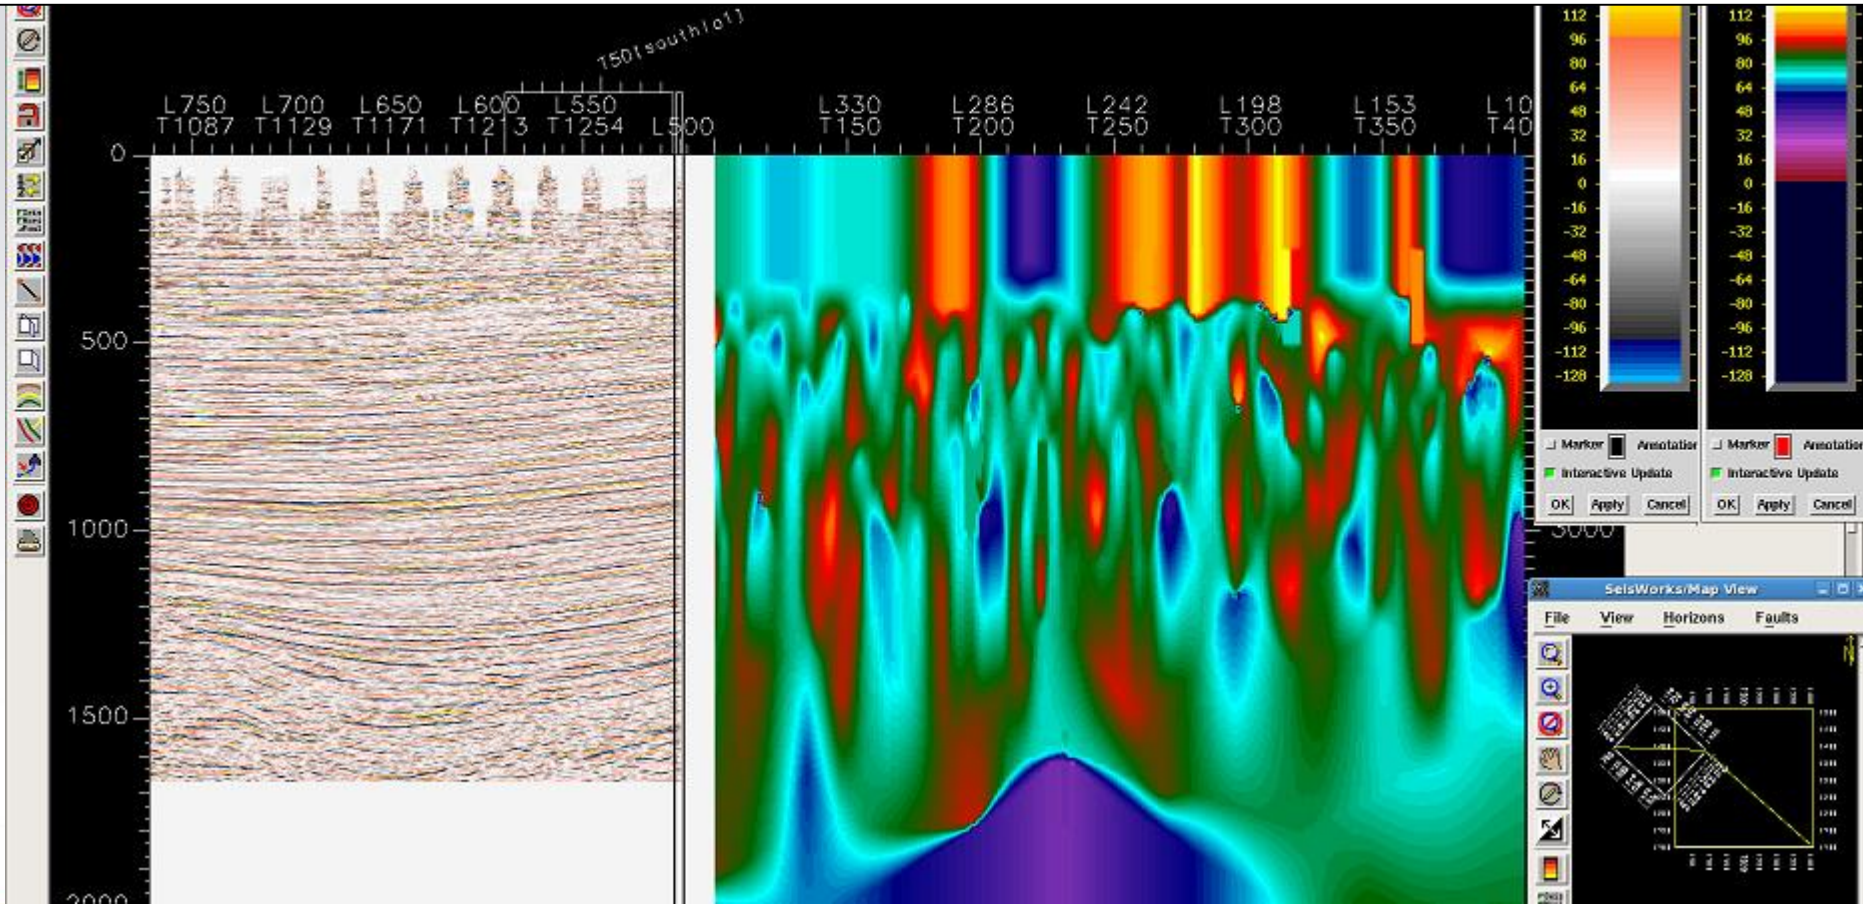 T50(southlo1)
L750 L700 L650 L600 L550
T1087 T1129 T1171 T1213 T1254 L500
L330 L286 L242 L198 L153 L10
T150 T200 T250 T300 T350 T40
0
500
1000
1500
2000
112
96
80
64
48
32
16
0
-16
-32
-48
-64
-80
-96
-112
-128
Marker Annotation
Interactive Update
OK Apply Cancel
112
96
80
64
48
32
16
0
-16
-32
-48
-64
-80
-96
-112
-128
Marker Annotation
Interactive Update
OK Apply Cancel
3000
SeisWorks/Map View
File View Horizons Faults
N